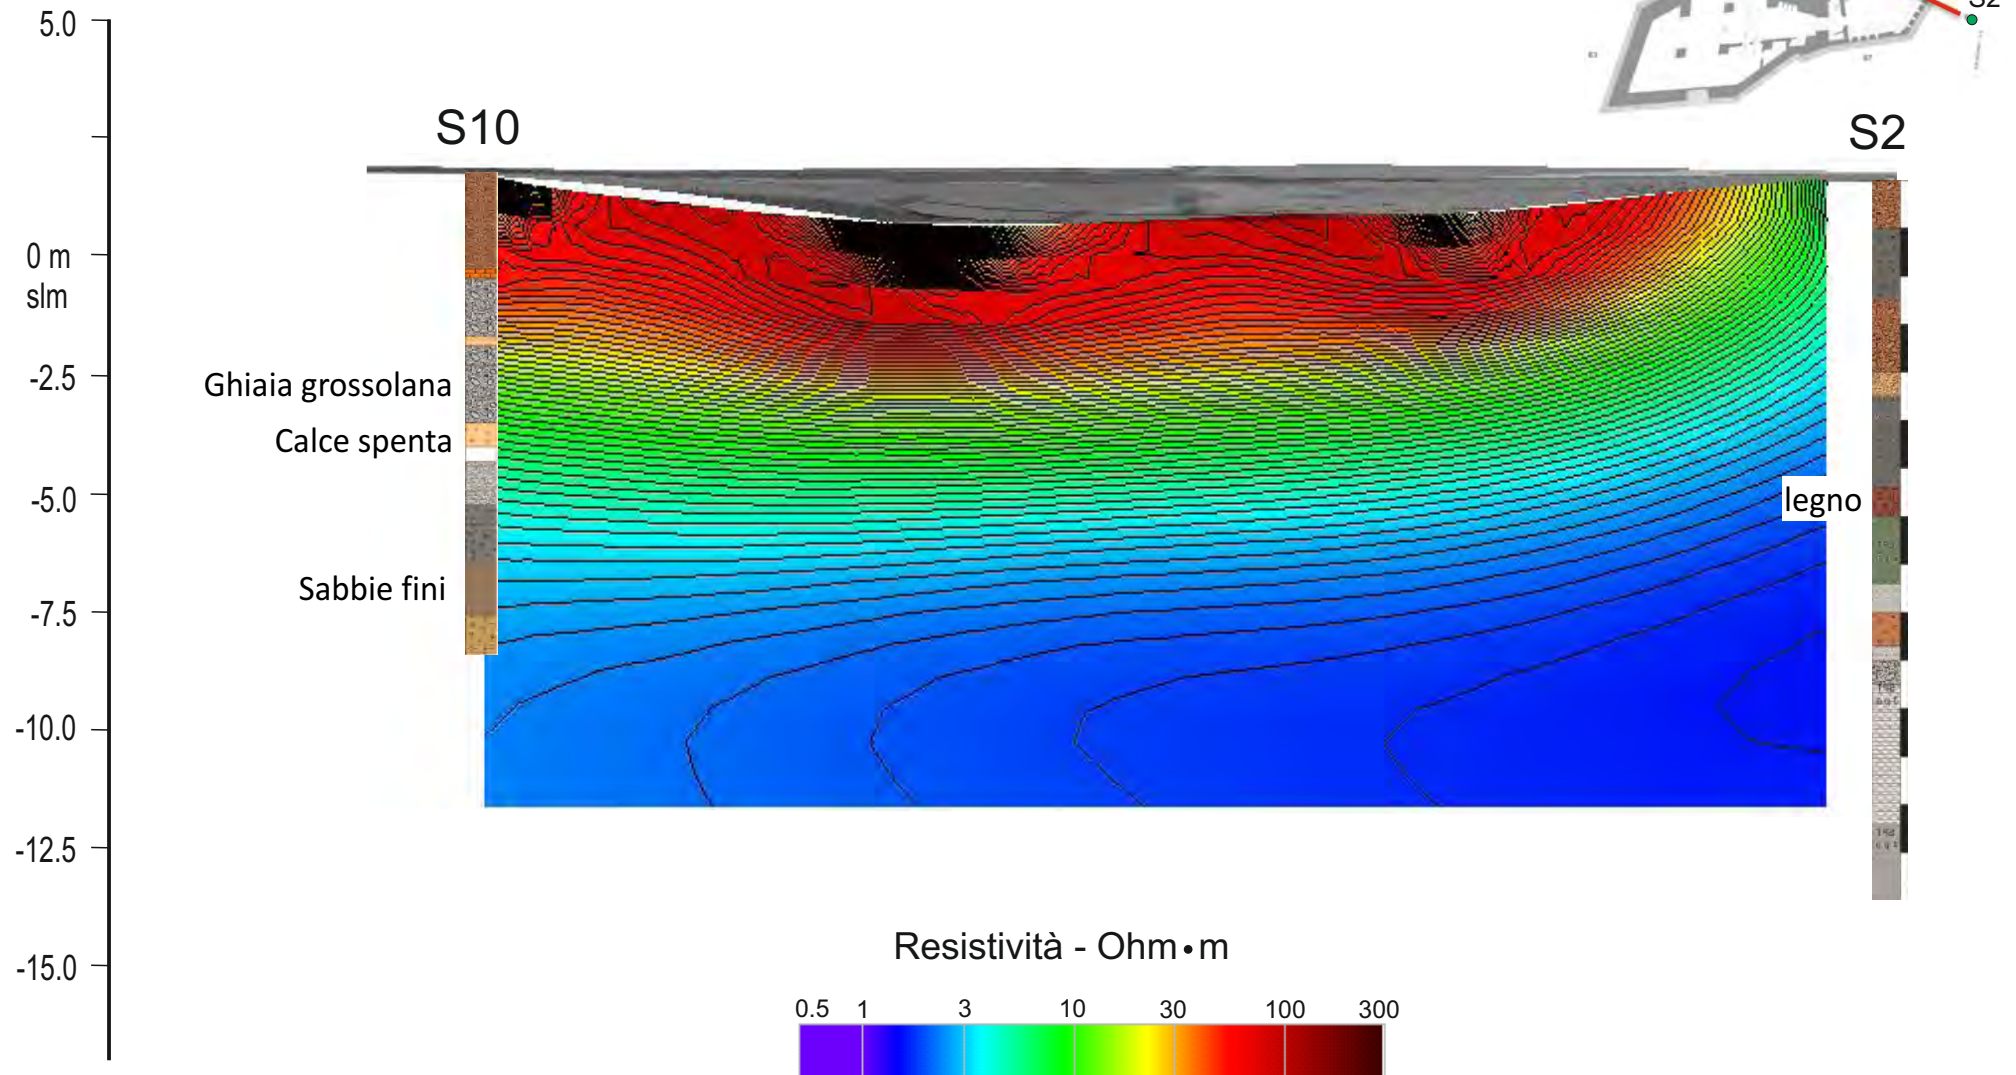 5.0
S2
S10
S2
0 m
slm
-2.5
Ghiaia grossolana
Calce spenta
-5.0
legno
Sabbie fini
-7.5
-10.0
-12.5
-15.0
Resistività - Ohm•m
0.5 1 3 10 30 100 300